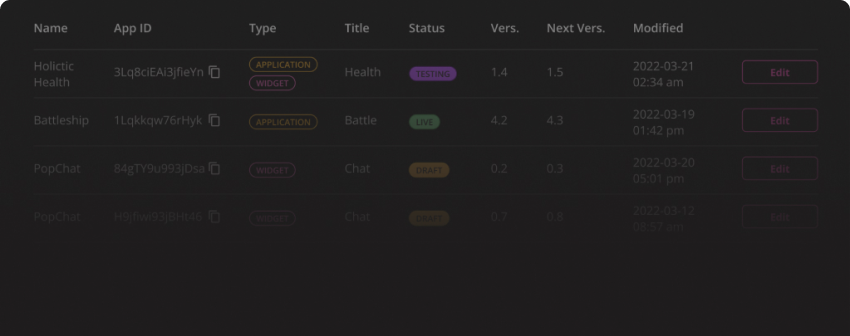 Name App ID Type Title Status Vers. Next Vers. Modified
Holictic Health 3Lq8ciEAi3jfieYn APPLICATION WIDGET Health TESTING 1.4 1.5 2022-03-21 02:34 am Edit
Battleship 1Lqkkqw76rHyk APPLICATION Battle LIVE 4.2 4.3 2022-03-19 01:42 pm Edit
PopChat 84gTY9u993jDsa WIDGET Chat DRAFT 0.2 0.3 2022-03-20 05:01 pm Edit
PopChat H9jfiwi93jBHt46 WIDGET Chat DRAFT 0.7 0.8 2022-03-12 08:57 am Edit